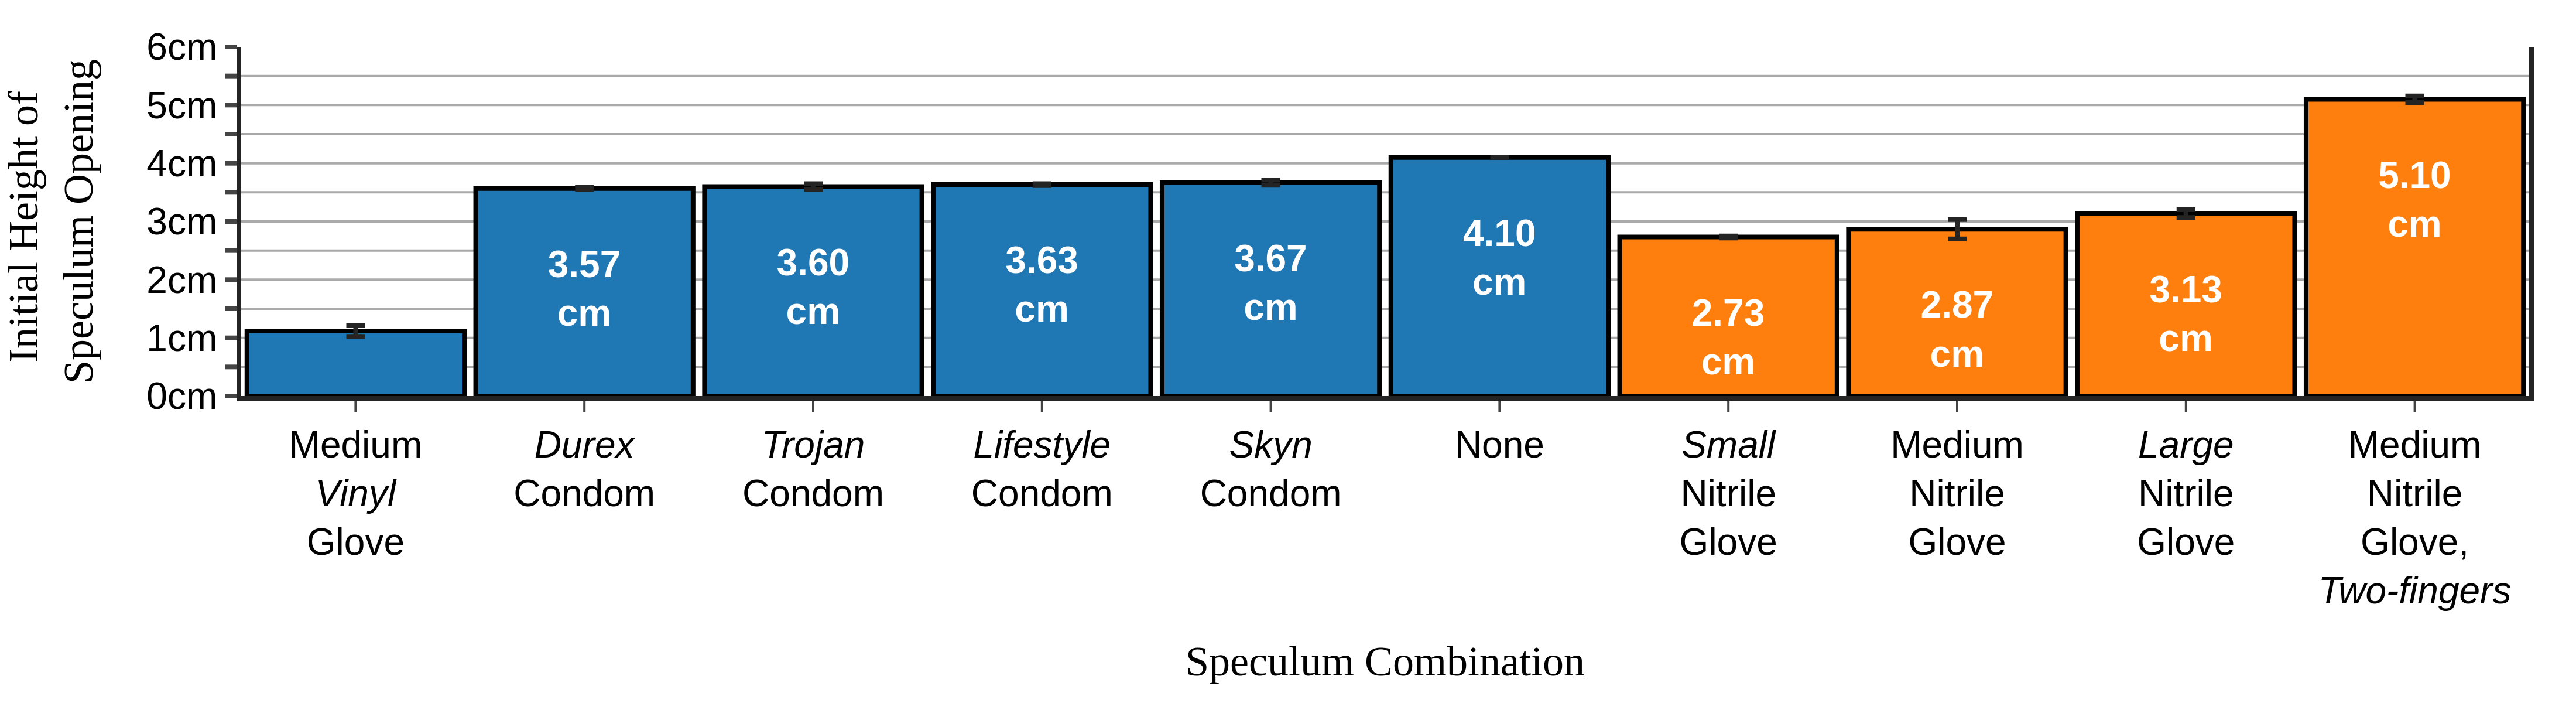 Initial Height of
Speculum Opening
6cm
5cm
4cm
3cm
2cm
1cm
0cm
3.57
cm
3.60
cm
3.63
cm
3.67
cm
4.10
cm
2.73
cm
2.87
cm
3.13
cm
5.10
cm
Medium
Vinyl
Glove
Durex
Condom
Trojan
Condom
Lifestyle
Condom
Skyn
Condom
None
Small
Nitrile
Glove
Medium
Nitrile
Glove
Large
Nitrile
Glove
Medium
Nitrile
Glove,
Two-fingers
Speculum Combination